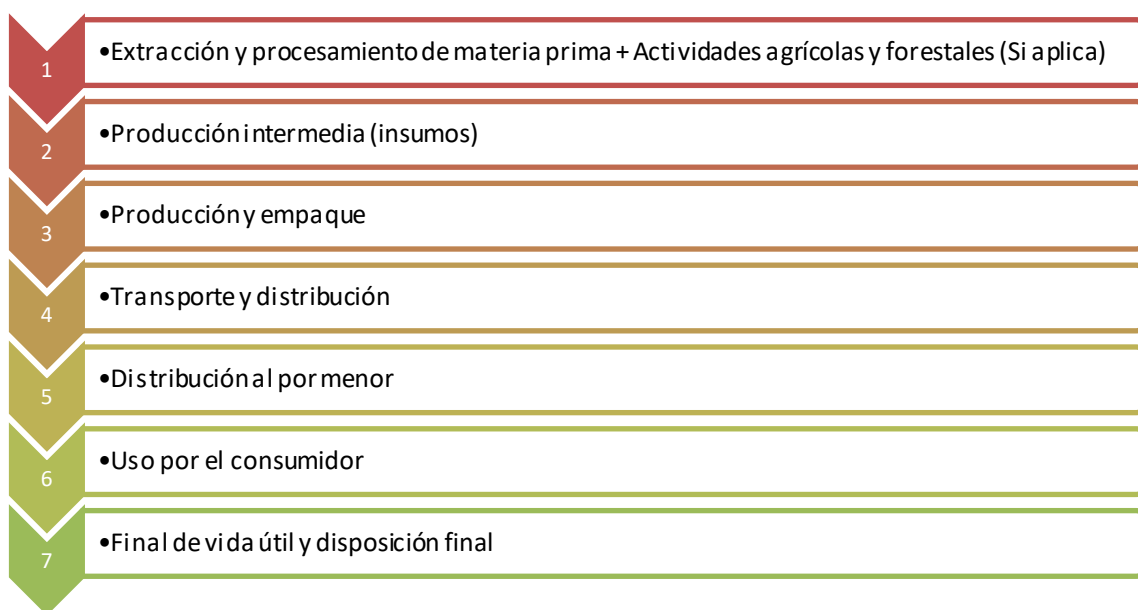 1
•Extracción y procesamiento de materia prima + Actividades agrícolas y forestales (Si aplica)
2
•Producción intermedia (insumos)
3
•Producción y empaque
4
•Transporte y distribución
5
•Distribución al por menor
6
•Uso por el consumidor
7
•Final de vida útil y disposición final